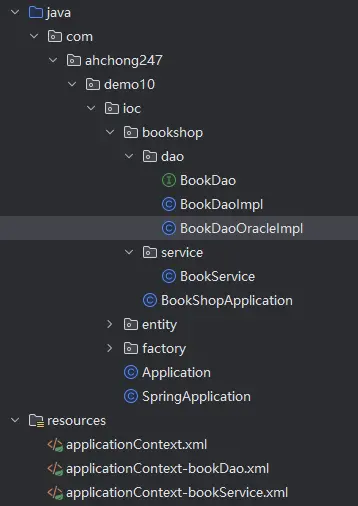 java
com
ahchong247
demo10
ioc
bookshop
dao
BookDao
BookDaoImpl
BookDaoOracleImpl
service
BookService
BookShopApplication
entity
factory
Application
SpringApplication
resources
applicationContext.xml
applicationContext-bookDao.xml
applicationContext-bookService.xml